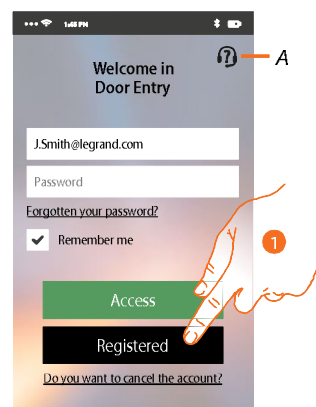 1:55 PM
Welcome in
Door Entry
A
J.Smith@legrand.com
Password
Forgotten your password?
Remember me
1
Access
Registered
Do you want to cancel the account?